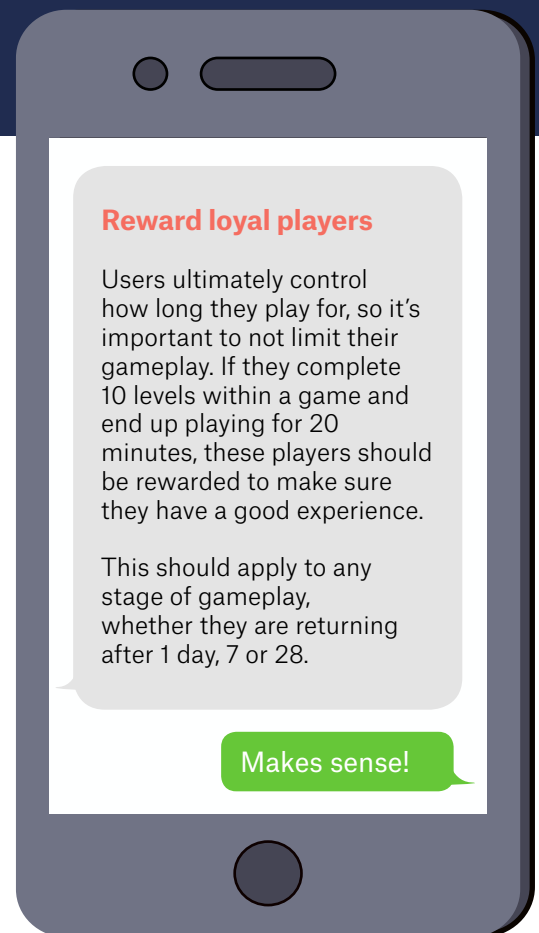 Reward loyal players
Users ultimately control
how long they play for, so it’s
important to not limit their
gameplay. If they complete
10 levels within a game and
end up playing for 20
minutes, these players should
be rewarded to make sure
they have a good experience.
This should apply to any
stage of gameplay,
whether they are returning
after 1 day, 7 or 28.
Makes sense!